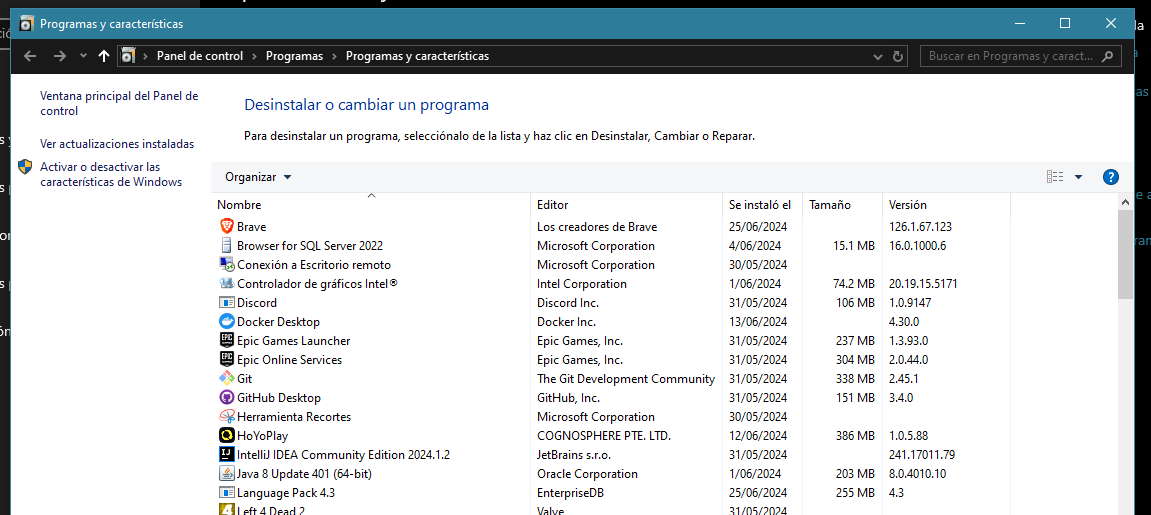 Programas y características
Panel de control > Programas > Programas y características
Buscar en Programas y caract...
Ventana principal del Panel de
control
Ver actualizaciones instaladas
Activar o desactivar las
características de Windows
Desinstalar o cambiar un programa
Para desinstalar un programa, selecciónalo de la lista y haz clic en Desinstalar, Cambiar o Reparar.
Organizar
Nombre Editor Se instaló el Tamaño Versión
Brave Los creadores de Brave 25/06/2024 126.1.67.123
Browser for SQL Server 2022 Microsoft Corporation 4/06/2024 15.1 MB 16.0.1000.6
Conexión a Escritorio remoto Microsoft Corporation 30/05/2024
Controlador de gráficos Intel® Intel Corporation 1/06/2024 74.2 MB 20.19.15.5171
Discord Discord Inc. 31/05/2024 106 MB 1.0.9147
Docker Desktop Docker Inc. 13/06/2024 4.30.0
Epic Games Launcher Epic Games, Inc. 31/05/2024 237 MB 1.3.93.0
Epic Online Services Epic Games, Inc. 31/05/2024 304 MB 2.0.44.0
Git The Git Development Community 31/05/2024 338 MB 2.45.1
GitHub Desktop GitHub, Inc. 31/05/2024 151 MB 3.4.0
Herramienta Recortes Microsoft Corporation 30/05/2024
HoYoPlay COGNOSPHERE PTE. LTD. 12/06/2024 386 MB 1.0.5.88
IntelliJ IDEA Community Edition 2024.1.2 JetBrains s.r.o. 31/05/2024 241.17011.79
Java 8 Update 401 (64-bit) Oracle Corporation 1/06/2024 203 MB 8.0.4010.10
Language Pack 4.3 EnterpriseDB 25/06/2024 255 MB 4.3
Left 4 Dead 2 Valve 31/05/2024